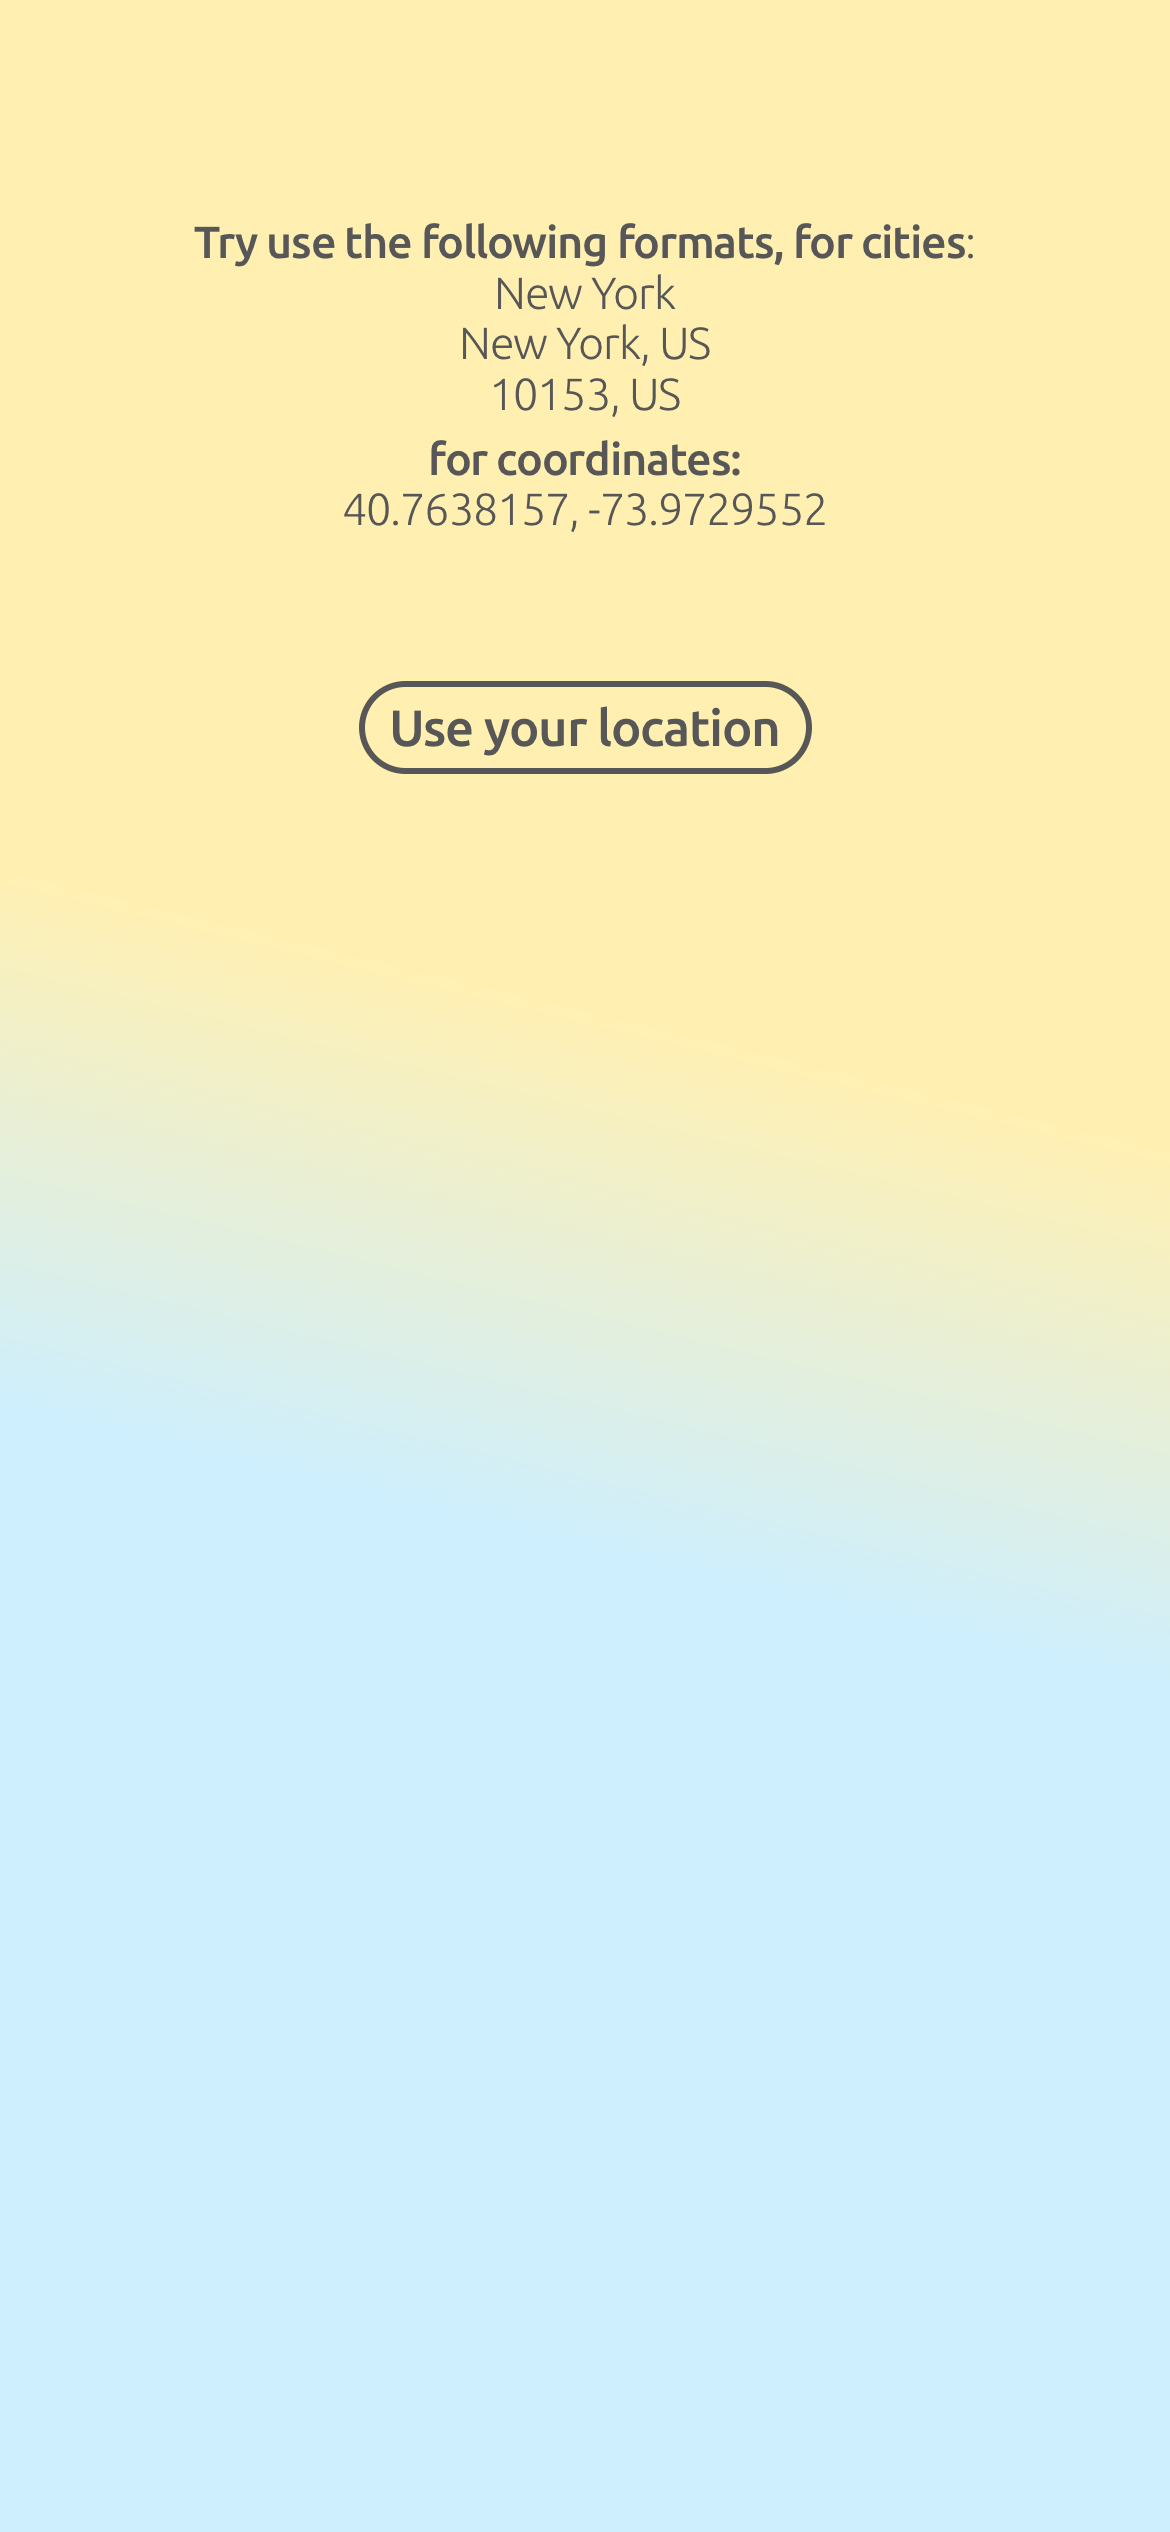 Try use the following formats, for cities:
New York
New York, US
10153, US
for coordinates:
40.7638157, -73.9729552
Use your location